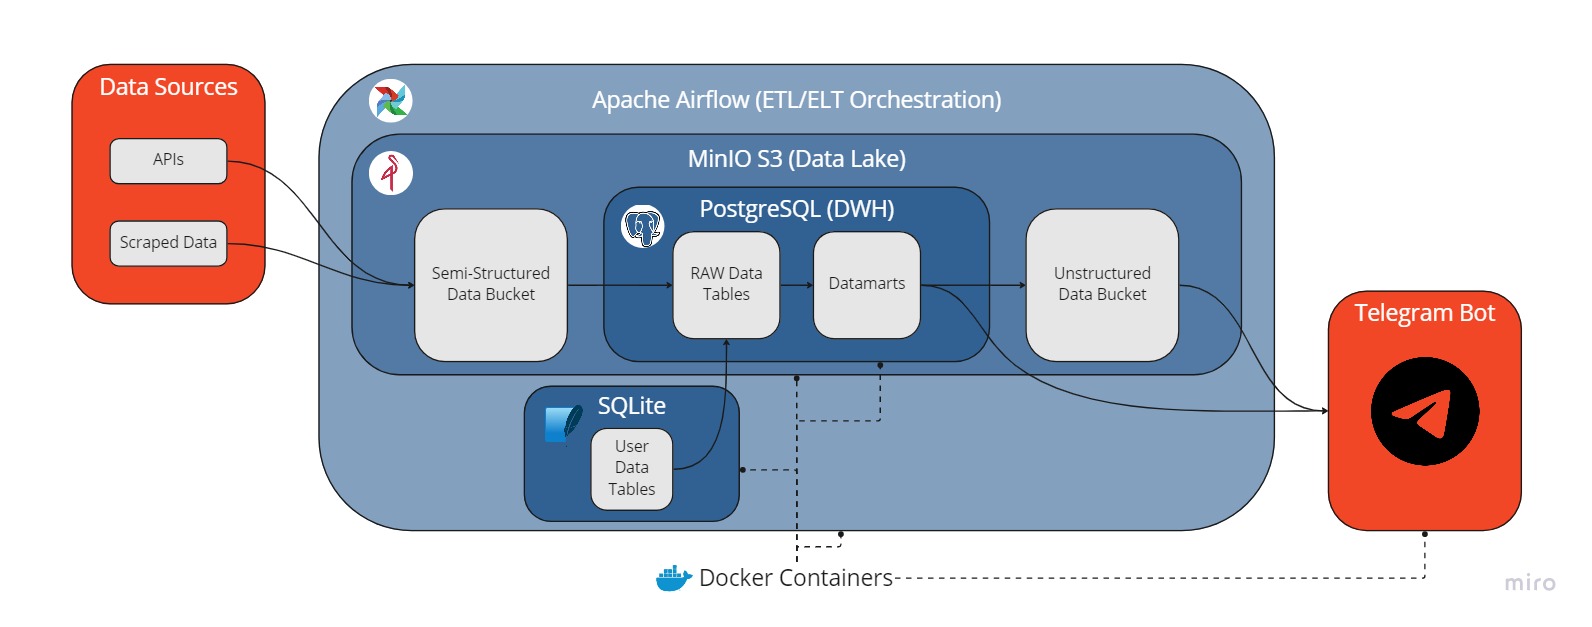 Data Sources
APIs
Scraped Data
Apache Airflow (ETL/ELT Orchestration)
MinIO S3 (Data Lake)
PostgreSQL (DWH)
Semi-Structured
Data Bucket
RAW Data
Tables
Datamarts
Unstructured
Data Bucket
SQLite
User
Data
Tables
Telegram Bot
Docker Containers
miro